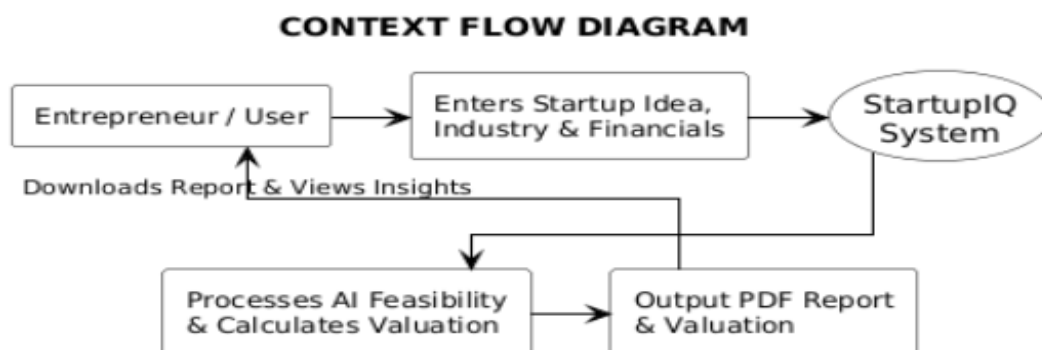 CONTEXT FLOW DIAGRAM
Entrepreneur / User
Enters Startup Idea,
Industry & Financials
StartupIQ
System
Downloads Report & Views Insights
Processes AI Feasibility
& Calculates Valuation
Output PDF Report
& Valuation